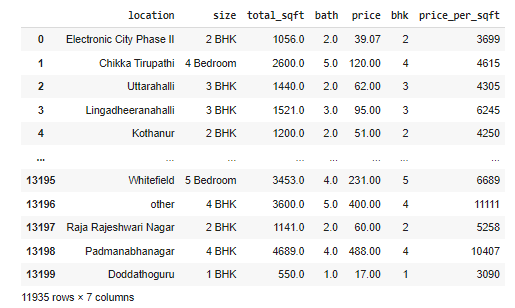 location size total_sqft bath price bhk price_per_sqft
0 Electronic City Phase II 2 BHK 1056.0 2.0 39.07 2 3699
1 Chikka Tirupathi 4 Bedroom 2600.0 5.0 120.00 4 4615
2 Uttarahalli 3 BHK 1440.0 2.0 62.00 3 4305
3 Lingadheeranahalli 3 BHK 1521.0 3.0 95.00 3 6245
4 Kothanur 2 BHK 1200.0 2.0 51.00 2 4250
... ... ... ... ... ... ... ...
13195 Whitefield 5 Bedroom 3453.0 4.0 231.00 5 6689
13196 other 4 BHK 3600.0 5.0 400.00 4 11111
13197 Raja Rajeshwari Nagar 2 BHK 1141.0 2.0 60.00 2 5258
13198 Padmanabhanagar 4 BHK 4689.0 4.0 488.00 4 10407
13199 Doddathoguru 1 BHK 550.0 1.0 17.00 1 3090
11935 rows × 7 columns